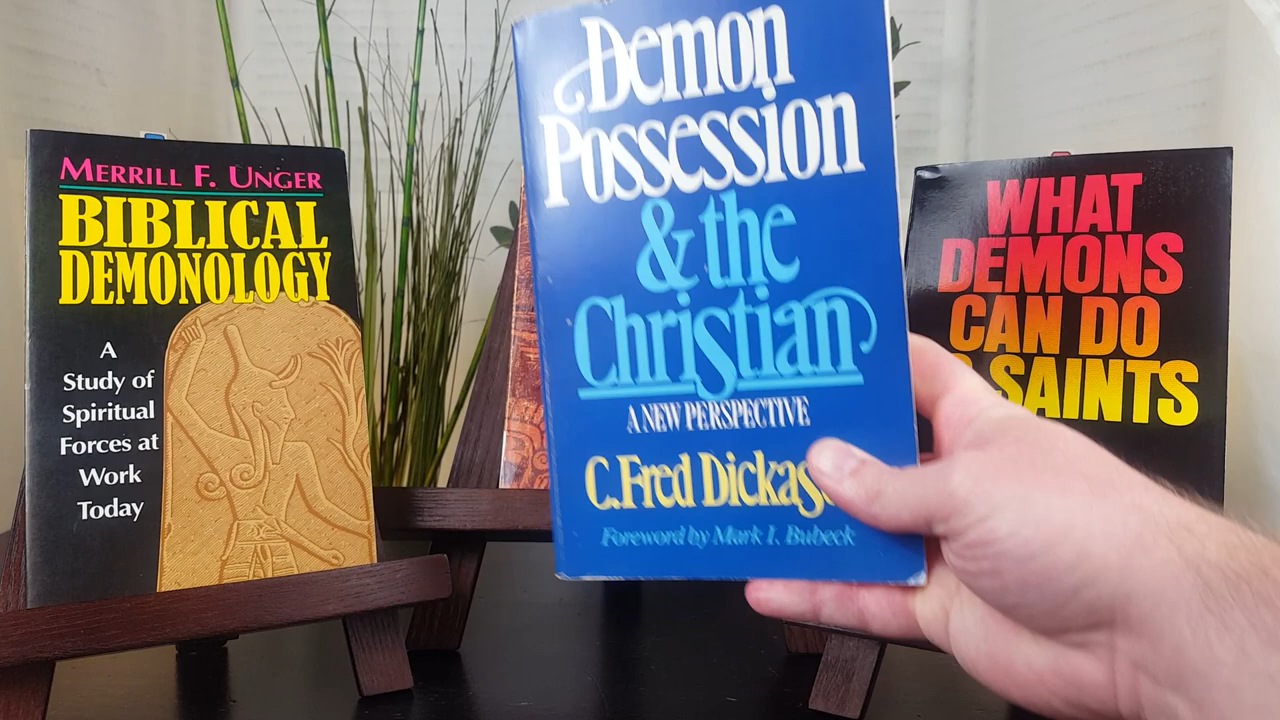 MERRILL F. UNGER
BIBLICAL
DEMONOLOGY
A
Study of
Spiritual
Forces at
Work
Today
Demon
Possession
& the
Christian
A NEW PERSPECTIVE
C. Fred Dickas
Foreword by Mark I. Bubeck
WHAT
DEMONS
CAN DO
SAINTS